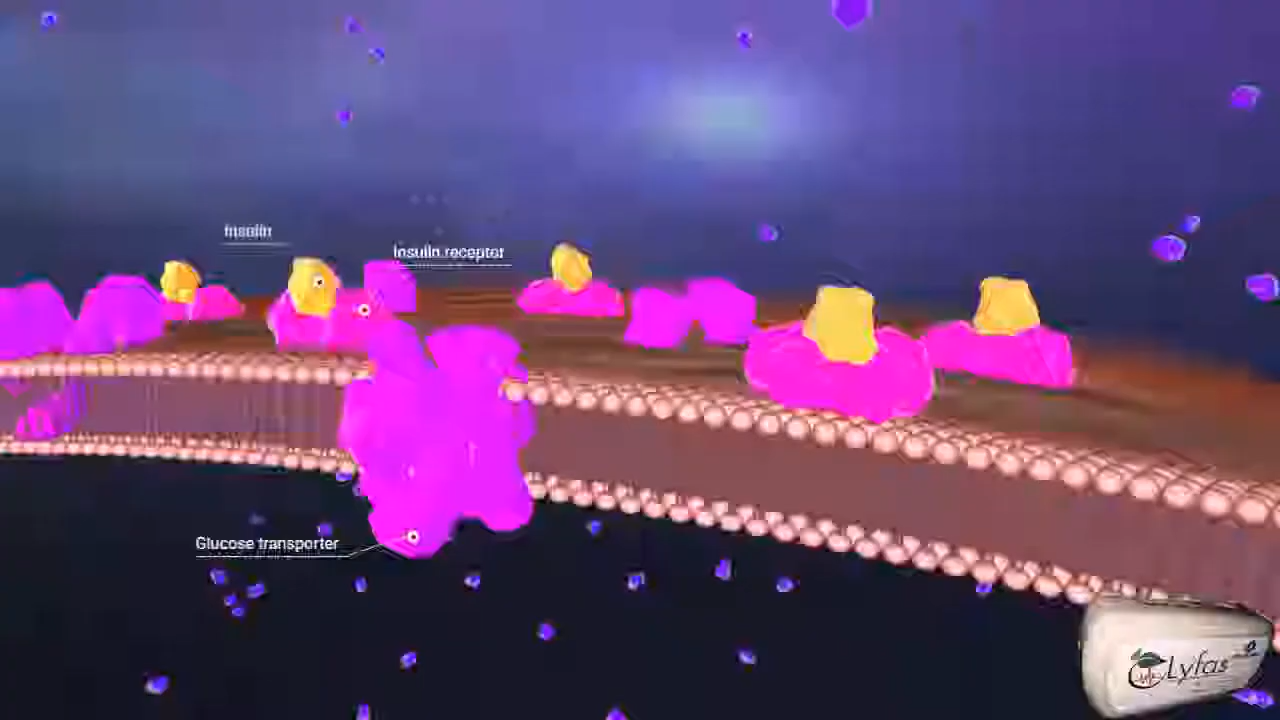 Insulin
Insulin receptor
Glucose transporter
Lyfas